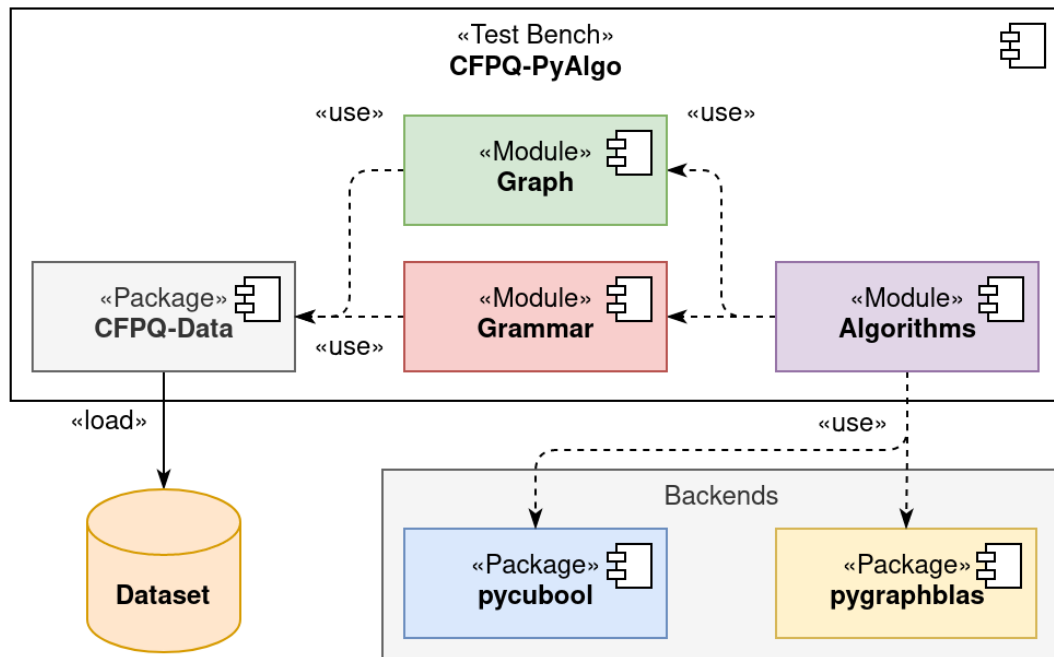 «Test Bench»
CFPQ-PyAlgo
«use»
«use»
«Module»
Graph
«Package»
CFPQ-Data
«Module»
Grammar
«Module»
Algorithms
«use»
«load»
«use»
Backends
«Package»
pycubool
«Package»
pygraphblas
Dataset